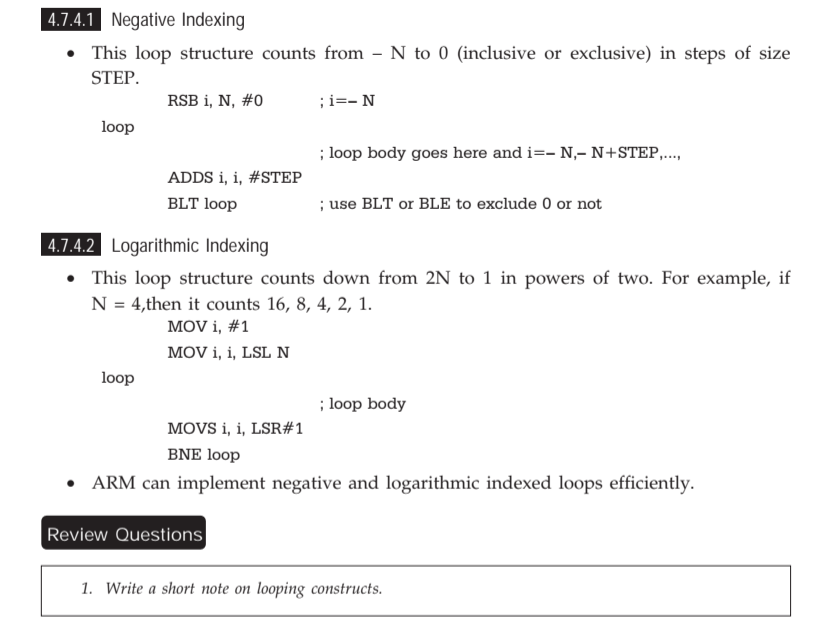 4.7.4.1 Negative Indexing
• This loop structure counts from – N to 0 (inclusive or exclusive) in steps of size
STEP.
RSB i, N, #0 ; i=– N
loop
; loop body goes here and i=– N,– N+STEP,...,
ADDS i, i, #STEP
BLT loop ; use BLT or BLE to exclude 0 or not
4.7.4.2 Logarithmic Indexing
• This loop structure counts down from 2N to 1 in powers of two. For example, if
N = 4,then it counts 16, 8, 4, 2, 1.
MOV i, #1
MOV i, i, LSL N
loop
; loop body
MOVS i, i, LSR#1
BNE loop
• ARM can implement negative and logarithmic indexed loops efficiently.
Review Questions
1. Write a short note on looping constructs.